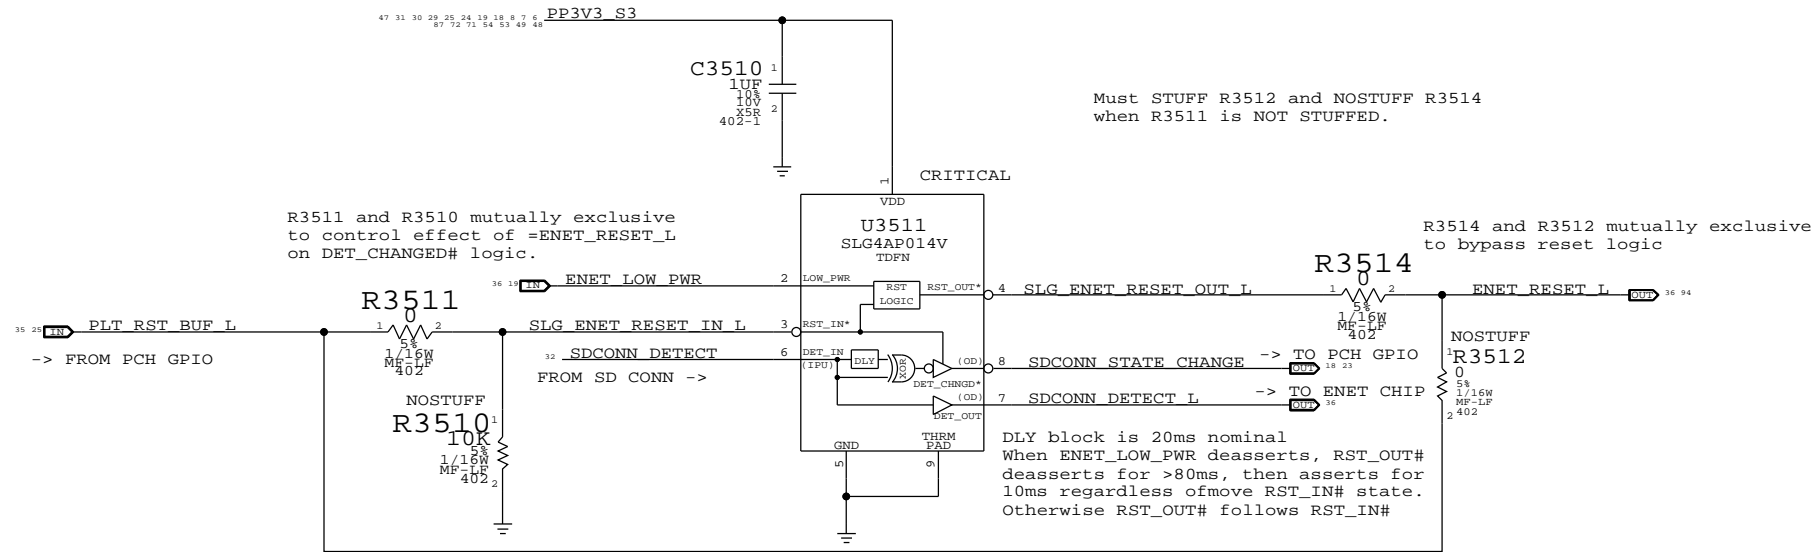 47 31 30 29 25 24 19 18 8 7 6
87 72 71 54 53 49 48
PP3V3_S3
C3510
1
1UF
10%
10V
X5R
402-1
2
Must STUFF R3512 and NOSTUFF R3514
when R3511 is NOT STUFFED.
CRITICAL
1
VDD
U3511
SLG4AP014V
TDFN
R3511 and R3510 mutually exclusive
to control effect of =ENET_RESET_L
on DET_CHANGED# logic.
R3514 and R3512 mutually exclusive
to bypass reset logic
36 19
IN
ENET_LOW_PWR
2
LOW_PWR
RST
LOGIC
RST_OUT*
4
SLG_ENET_RESET_OUT_L
R3514
0
1
2
5%
1/16W
MF-LF
402
ENET_RESET_L
OUT
36 94
35 25
IN
PLT_RST_BUF_L
-> FROM PCH GPIO
R3511
0
1
2
5%
1/16W
MF-LF
402
SLG_ENET_RESET_IN_L
3
RST_IN*
32
SDCONN_DETECT
FROM SD CONN ->
6
DET_IN
(IPU)
DLY
XOR
(OD)
8
DET_CHNGD*
SDCONN_STATE_CHANGE
-> TO PCH GPIO
OUT
18 23
(OD)
7
DET_OUT
SDCONN_DETECT_L
-> TO ENET CHIP
OUT
36
NOSTUFF
R3512
1
0
5%
1/16W
MF-LF
402
2
NOSTUFF
R3510
1
10K
5%
1/16W
MF-LF
402
2
GND
THRM
PAD
5
9
DLY block is 20ms nominal
When ENET_LOW_PWR deasserts, RST_OUT#
deasserts for >80ms, then asserts for
10ms regardless ofmove RST_IN# state.
Otherwise RST_OUT# follows RST_IN#